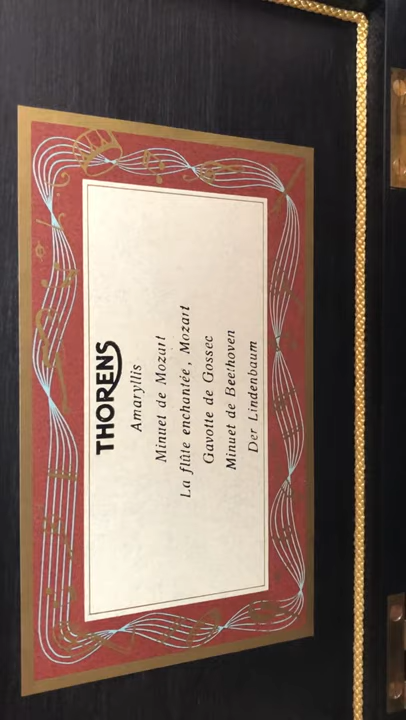 THORENS
Amaryllis
Minuet de Mozart
La flûte enchantée, Mozart
Gavotte de Gossec
Minuet de Beethoven
Der Lindenbaum